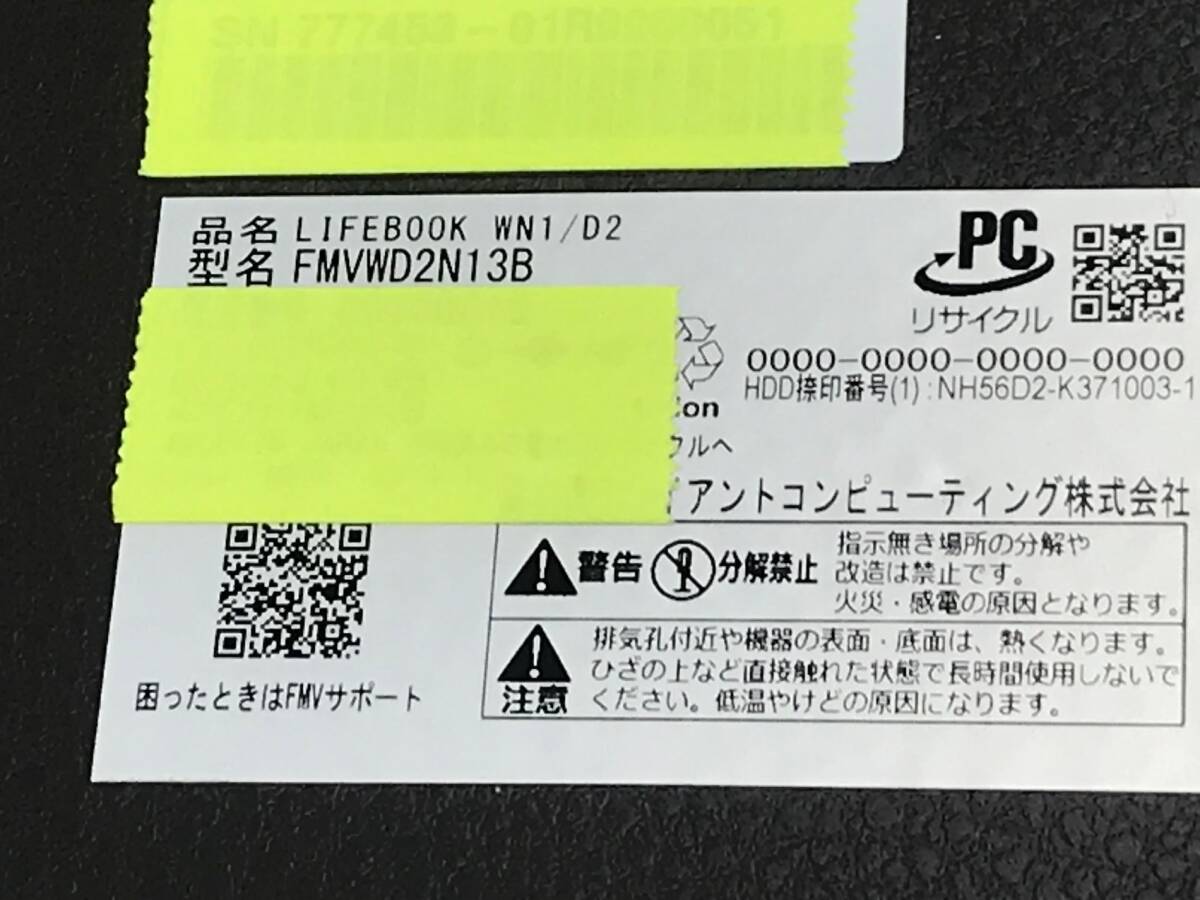 品名 LIFEBOOK WN1/D2
型名 FMVWD2N13B
PC
リサイクル
0000-0000-0000-0000
HDD捺印番号(1):NH56D2-K371003-1
クルへ
アントコンピューティング株式会社
警告
分解禁止
指示無き場所の分解や
改造は禁止です。
火災・感電の原因となります。
注意
排気孔付近や機器の表面・底面は、熱くなります。
ひざの上など直接触れた状態で長時間使用しないで
ください。低温やけどの原因になります。
困ったときはFMVサポート